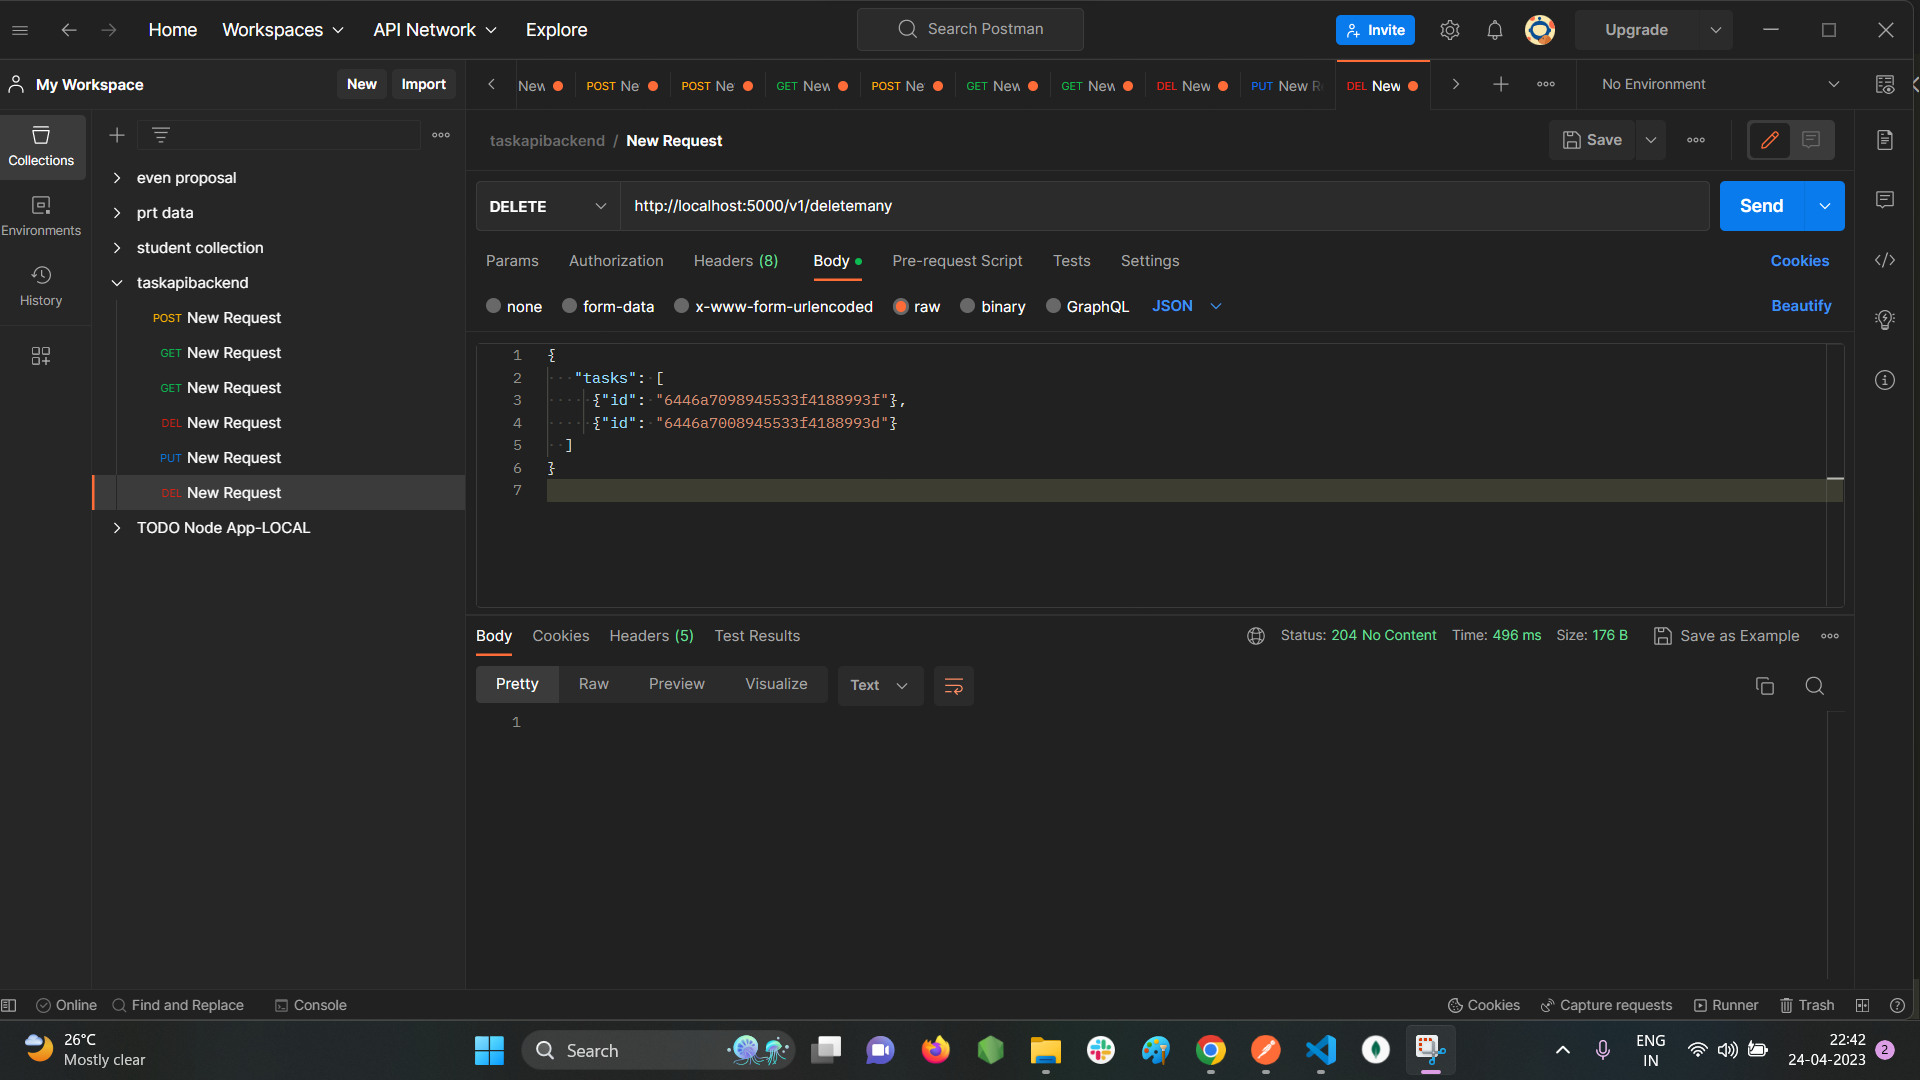 Home
Workspaces
API Network
Explore
Search Postman
Invite
Upgrade
My Workspace
New
Import
New
POST Ne
POST Ne
GET New
POST Ne
GET New
GET New
DEL New
PUT New R
DEL New
No Environment
Collections
Environments
History
even proposal
prt data
student collection
taskapibackend
POST New Request
GET New Request
GET New Request
DEL New Request
PUT New Request
DEL New Request
TODO Node App-LOCAL
taskapibackend / New Request
Save
DELETE
http://localhost:5000/v1/deletemany
Send
Params
Authorization
Headers (8)
Body
Pre-request Script
Tests
Settings
Cookies
none
form-data
x-www-form-urlencoded
raw
binary
GraphQL
JSON
Beautify
1 {
2 "tasks": [
3 {"id": "6446a7098945533f4188993f"},
4 {"id": "6446a7008945533f4188993d"}
5 ]
6 }
7
Body
Cookies
Headers (5)
Test Results
Status: 204 No Content
Time: 496 ms
Size: 176 B
Save as Example
Pretty
Raw
Preview
Visualize
Text
1
Online
Find and Replace
Console
Cookies
Capture requests
Runner
Trash
26°C
Mostly clear
Search
ENG
IN
22:42
24-04-2023
2